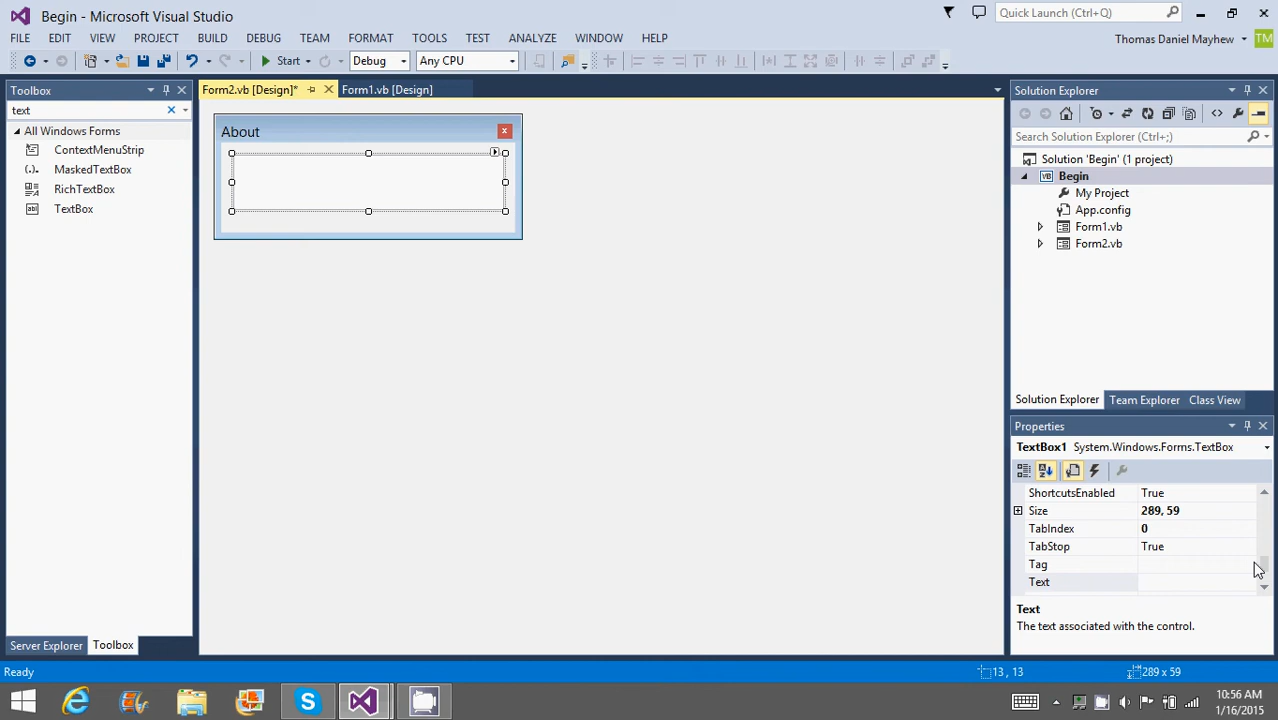 Begin - Microsoft Visual Studio
Quick Launch (Ctrl+Q)
FILE EDIT VIEW PROJECT BUILD DEBUG TEAM FORMAT TOOLS TEST ANALYZE WINDOW HELP
Thomas Daniel Mayhew TM
Start Debug Any CPU
Toolbox
text
All Windows Forms
ContextMenuStrip
MaskedTextBox
RichTextBox
TextBox
Server Explorer Toolbox
Form2.vb [Design]* Form1.vb [Design]
About
Solution Explorer
Search Solution Explorer (Ctrl+;)
Solution 'Begin' (1 project)
Begin
My Project
App.config
Form1.vb
Form2.vb
Solution Explorer Team Explorer Class View
Properties
TextBox1 System.Windows.Forms.TextBox
ShortcutsEnabled True
Size 289, 59
TabIndex 0
TabStop True
Tag
Text
Text
The text associated with the control.
Ready 13 , 13 289 x 59
10:56 AM
1/16/2015